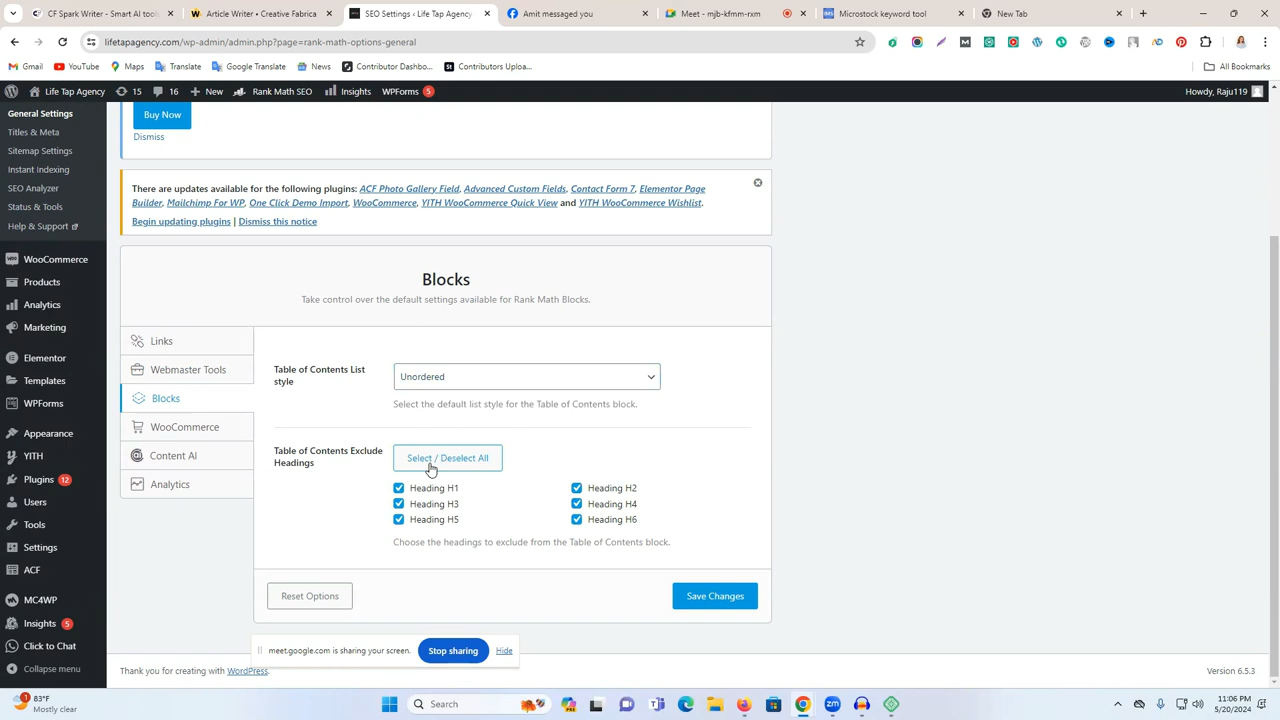 CF Spark Writer - Smart AI tools
Article Writer - Creative Fabrica
SEO Settings ‹ Life Tap Agency
Amit messaged you
Meet - mjb-kfmm-rxn
Microstock keyword tool
New Tab
lifetapagency.com/wp-admin/admin.php?page=rank-math-options-general
Gmail YouTube Maps Translate Google Translate News Contributor Dashbo... Contributors Uploa... All Bookmarks
Life Tap Agency 15 16 New Rank Math SEO Insights WPForms 5 Howdy, Raju119
General Settings
Titles & Meta
Sitemap Settings
Instant Indexing
SEO Analyzer
Status & Tools
Help & Support
WooCommerce
Products
Analytics
Marketing
Elementor
Templates
WPForms
Appearance
YITH
Plugins 12
Users
Tools
Settings
ACF
MC4WP
Insights 5
Click to Chat
Collapse menu
Buy Now
Dismiss
There are updates available for the following plugins: ACF Photo Gallery Field, Advanced Custom Fields, Contact Form 7, Elementor Page
Builder, Mailchimp For WP, One Click Demo Import, WooCommerce, YITH WooCommerce Quick View and YITH WooCommerce Wishlist.
Begin updating plugins | Dismiss this notice
Blocks
Take control over the default settings available for Rank Math Blocks.
Links
Webmaster Tools
Blocks
WooCommerce
Content AI
Analytics
Table of Contents List
style
Unordered
Select the default list style for the Table of Contents block.
Table of Contents Exclude
Headings
Select / Deselect All
Heading H1 Heading H2
Heading H3 Heading H4
Heading H5 Heading H6
Choose the headings to exclude from the Table of Contents block.
Reset Options Save Changes
meet.google.com is sharing your screen. Stop sharing Hide
Thank you for creating with WordPress. Version 6.5.3
83°F
Mostly clear
Search
11:06 PM
5/20/2024